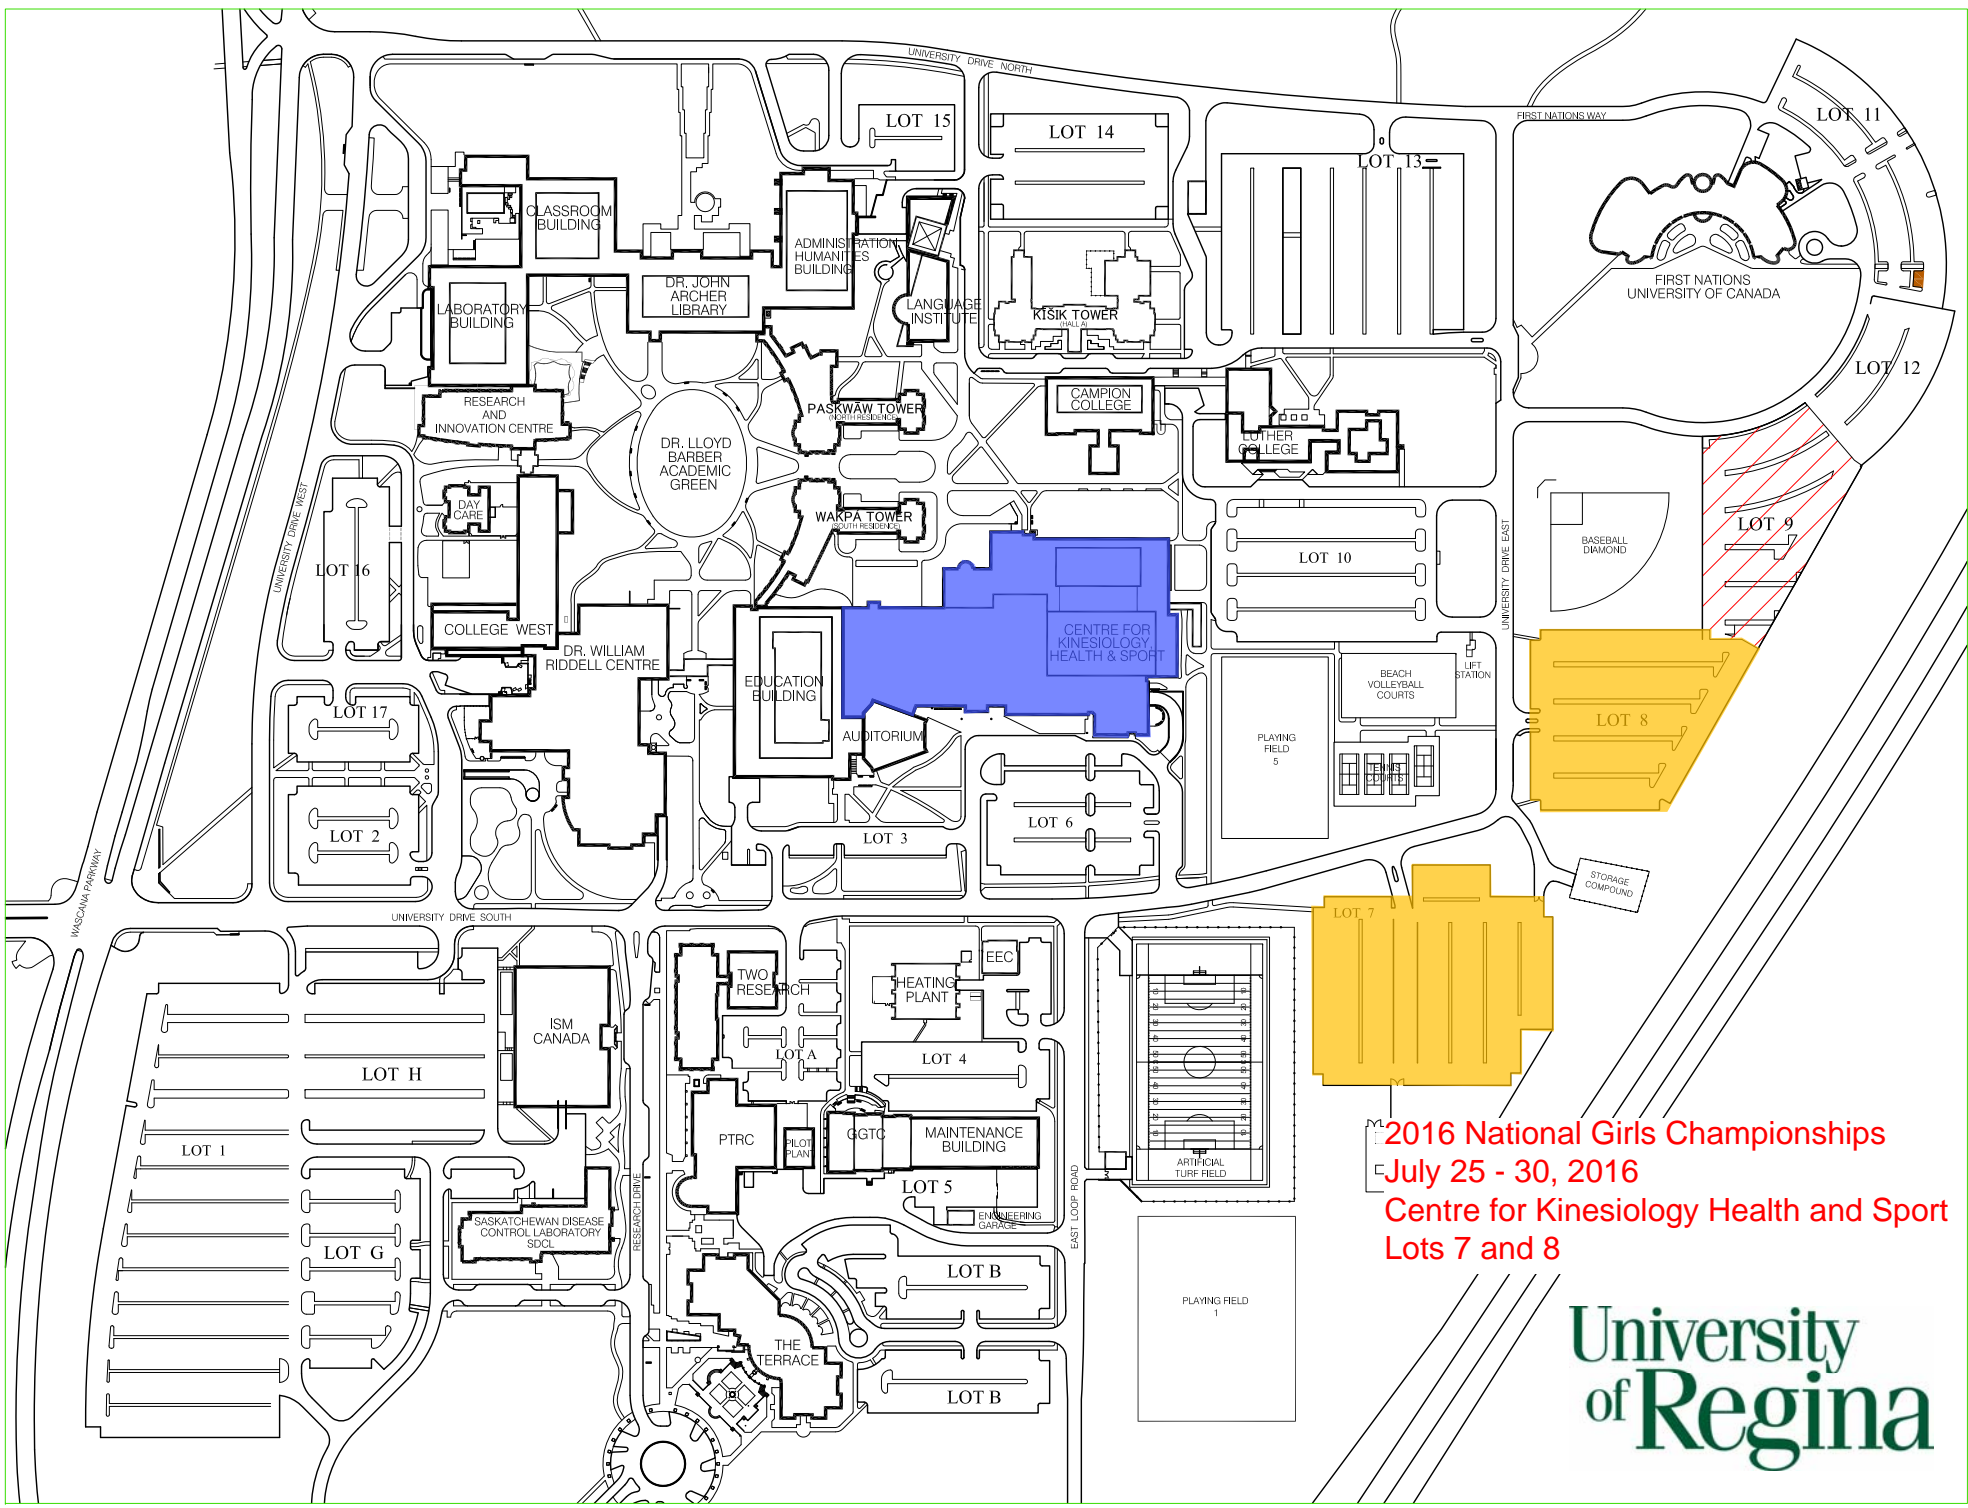 UNIVERSITY DRIVE NORTH
FIRST NATIONS WAY
LOT 11
LOT 15
LOT 14
LOT 13
CLASSROOM
BUILDING
ADMINISTRATION
HUMANITIES
BUILDING
DR. JOHN
ARCHER
LIBRARY
LABORATORY
BUILDING
LANGUAGE
INSTITUTE
KĪSIK TOWER
(HALL A)
FIRST NATIONS
UNIVERSITY OF CANADA
LOT 12
RESEARCH
AND
INNOVATION CENTRE
PASKWĀW TOWER
(NORTH RESIDENCE)
CAMPION
COLLEGE
LUTHER
COLLEGE
DR. LLOYD
BARBER
ACADEMIC
GREEN
DAY
CARE
WAKPÁ TOWER
(SOUTH RESIDENCE)
UNIVERSITY DRIVE WEST
LOT 16
LOT 10
UNIVERSITY DRIVE EAST
BASEBALL
DIAMOND
LOT 9
COLLEGE WEST
DR. WILLIAM
RIDDELL CENTRE
EDUCATION
BUILDING
CENTRE FOR
KINESIOLOGY,
HEALTH & SPORT
AUDITORIUM
LIFT
STATION
BEACH
VOLLEYBALL
COURTS
LOT 8
LOT 17
PLAYING
FIELD
5
TENNIS
COURTS
LOT 2
LOT 3
LOT 6
WASCANA PARKWAY
STORAGE
COMPOUND
UNIVERSITY DRIVE SOUTH
LOT 7
TWO
RESEARCH
HEATING
PLANT
EEC
ISM
CANADA
LOT A
LOT 4
LOT H
LOT 1
PTRC
PILOT
PLANT
GGTC
MAINTENANCE
BUILDING
ARTIFICIAL
TURF FIELD
LOT 5
ENGINEERING
GARAGE
RESEARCH DRIVE
EAST LOOP ROAD
SASKATCHEWAN DISEASE
CONTROL LABORATORY
SDCL
LOT G
LOT B
PLAYING FIELD
1
THE
TERRACE
LOT B
2016 National Girls Championships
July 25 - 30, 2016
Centre for Kinesiology Health and Sport
Lots 7 and 8
University
of Regina